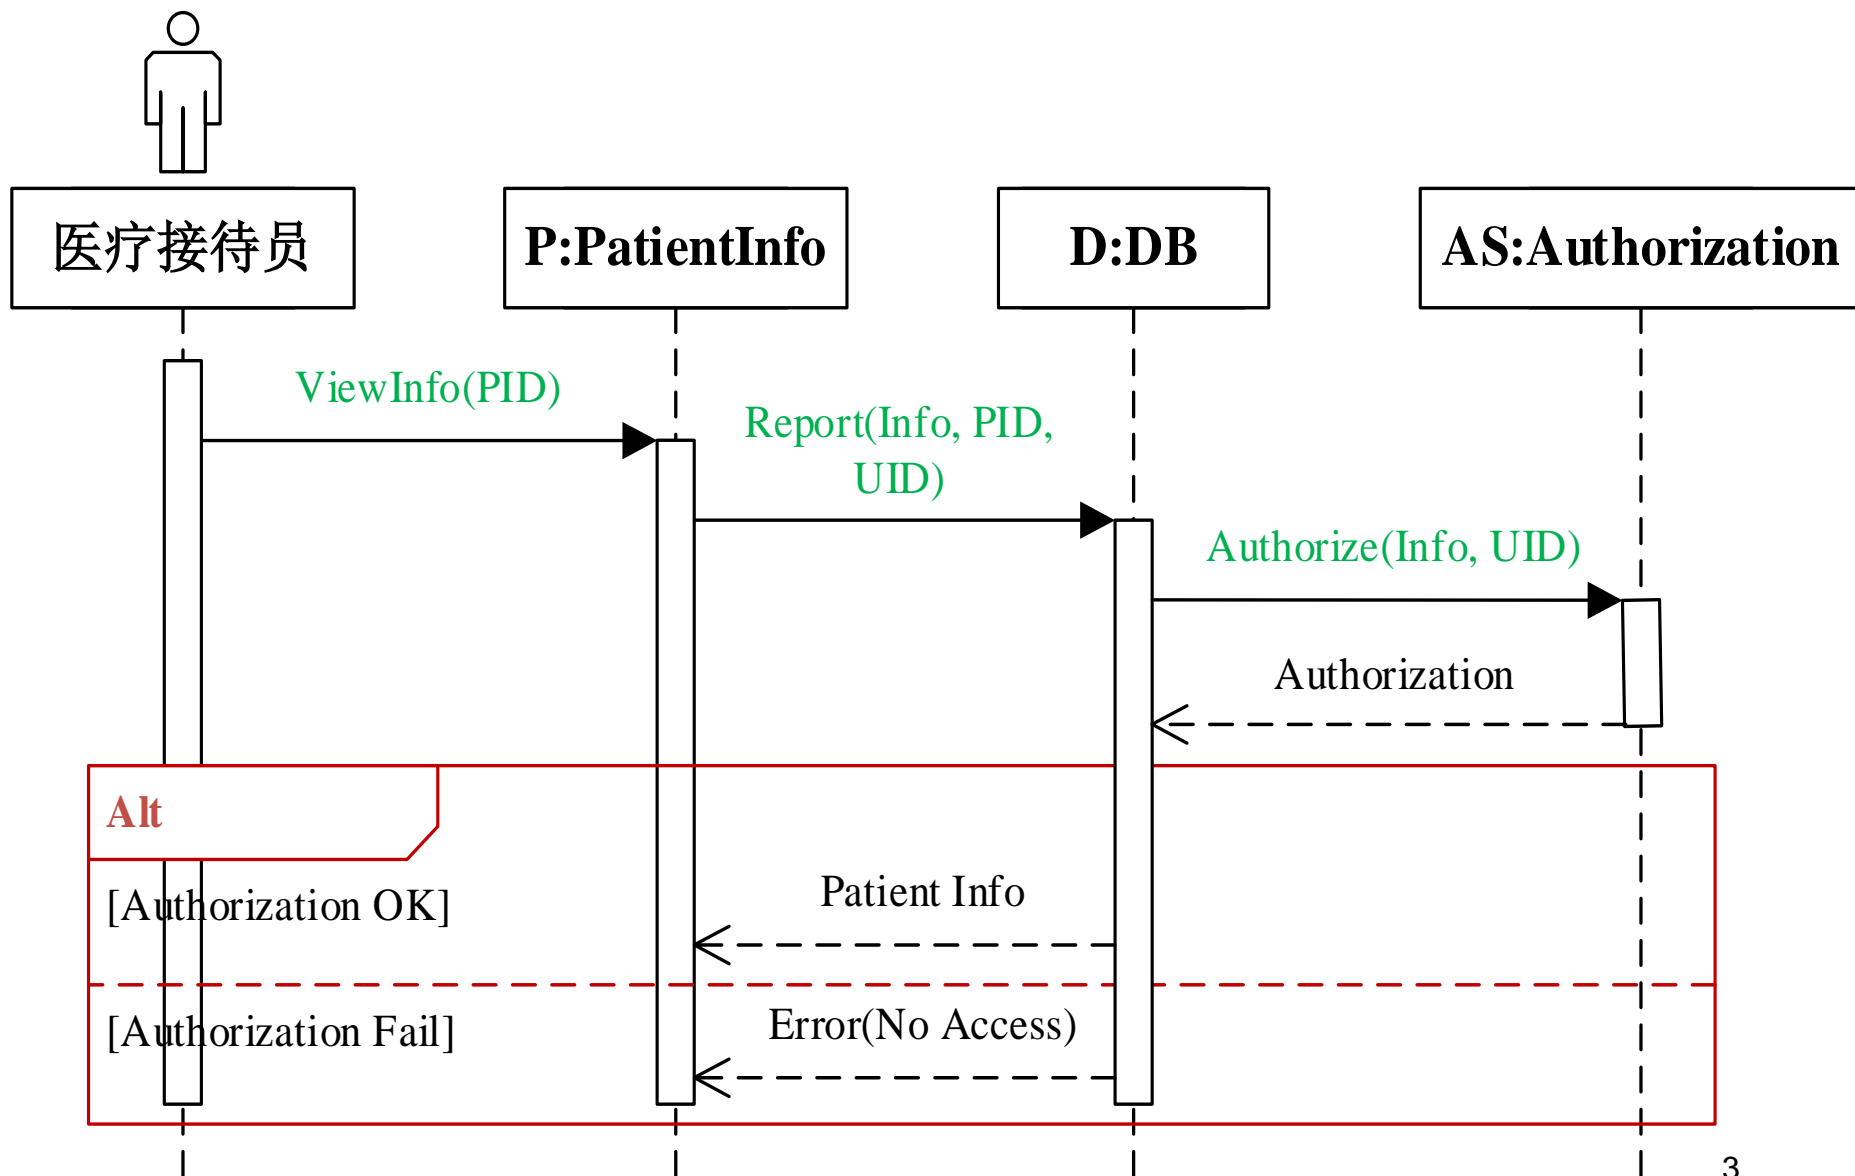 医疗接待员
P:PatientInfo
D:DB
AS:Authorization
ViewInfo(PID)
Report(Info, PID,
UID)
Authorize(Info, UID)
Authorization
Alt
[Authorization OK]
Patient Info
[Authorization Fail]
Error(No Access)
3